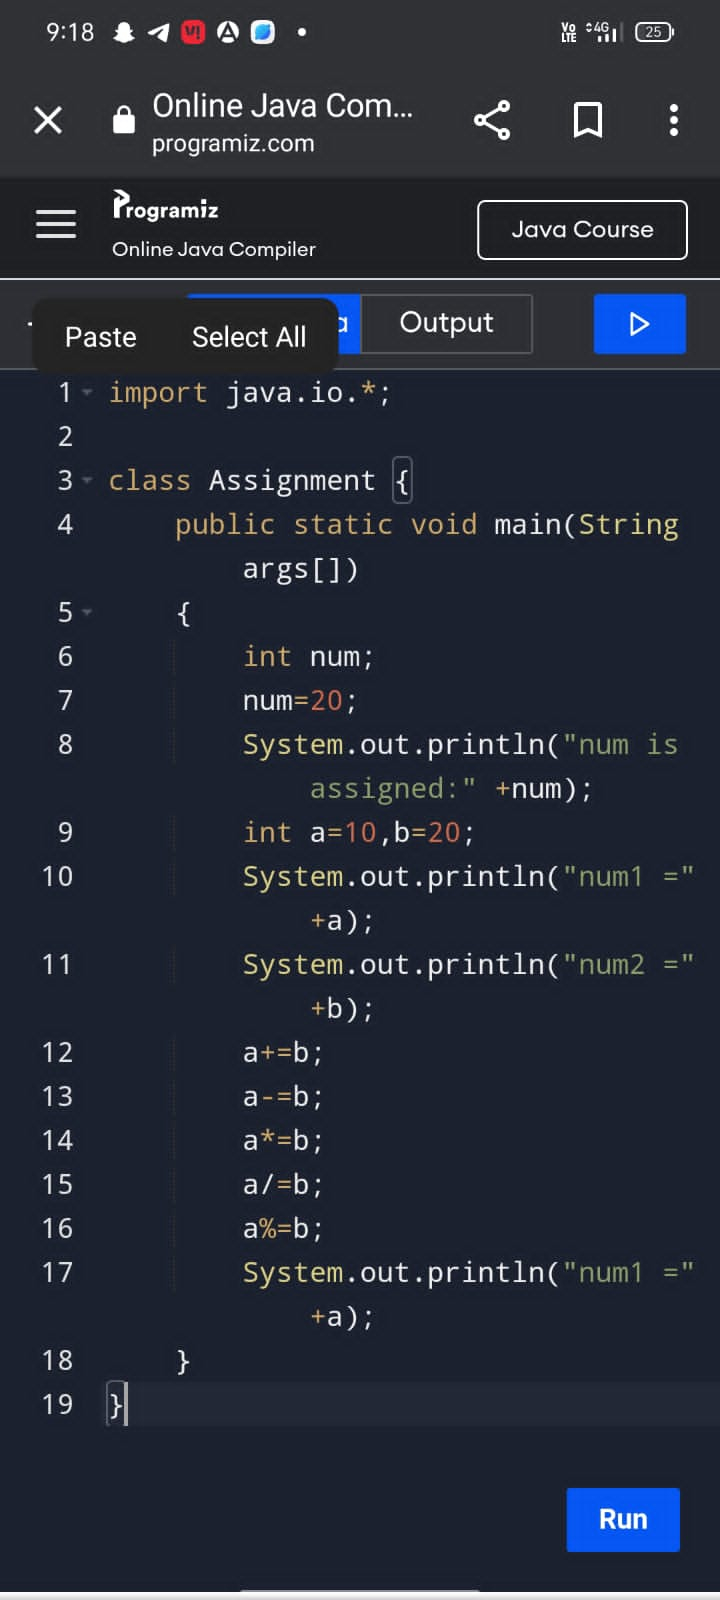 9:18
Vo LTE 4G 25
Online Java Com...
programiz.com
Programiz
Online Java Compiler
Java Course
Paste Select All a Output
1 import java.io.*;
2
3 class Assignment {
4 public static void main(String
args[])
5 {
6 int num;
7 num=20;
8 System.out.println("num is
assigned:" +num);
9 int a=10,b=20;
10 System.out.println("num1 ="
+a);
11 System.out.println("num2 ="
+b);
12 a+=b;
13 a-=b;
14 a*=b;
15 a/=b;
16 a%=b;
17 System.out.println("num1 ="
+a);
18 }
19 }
Run